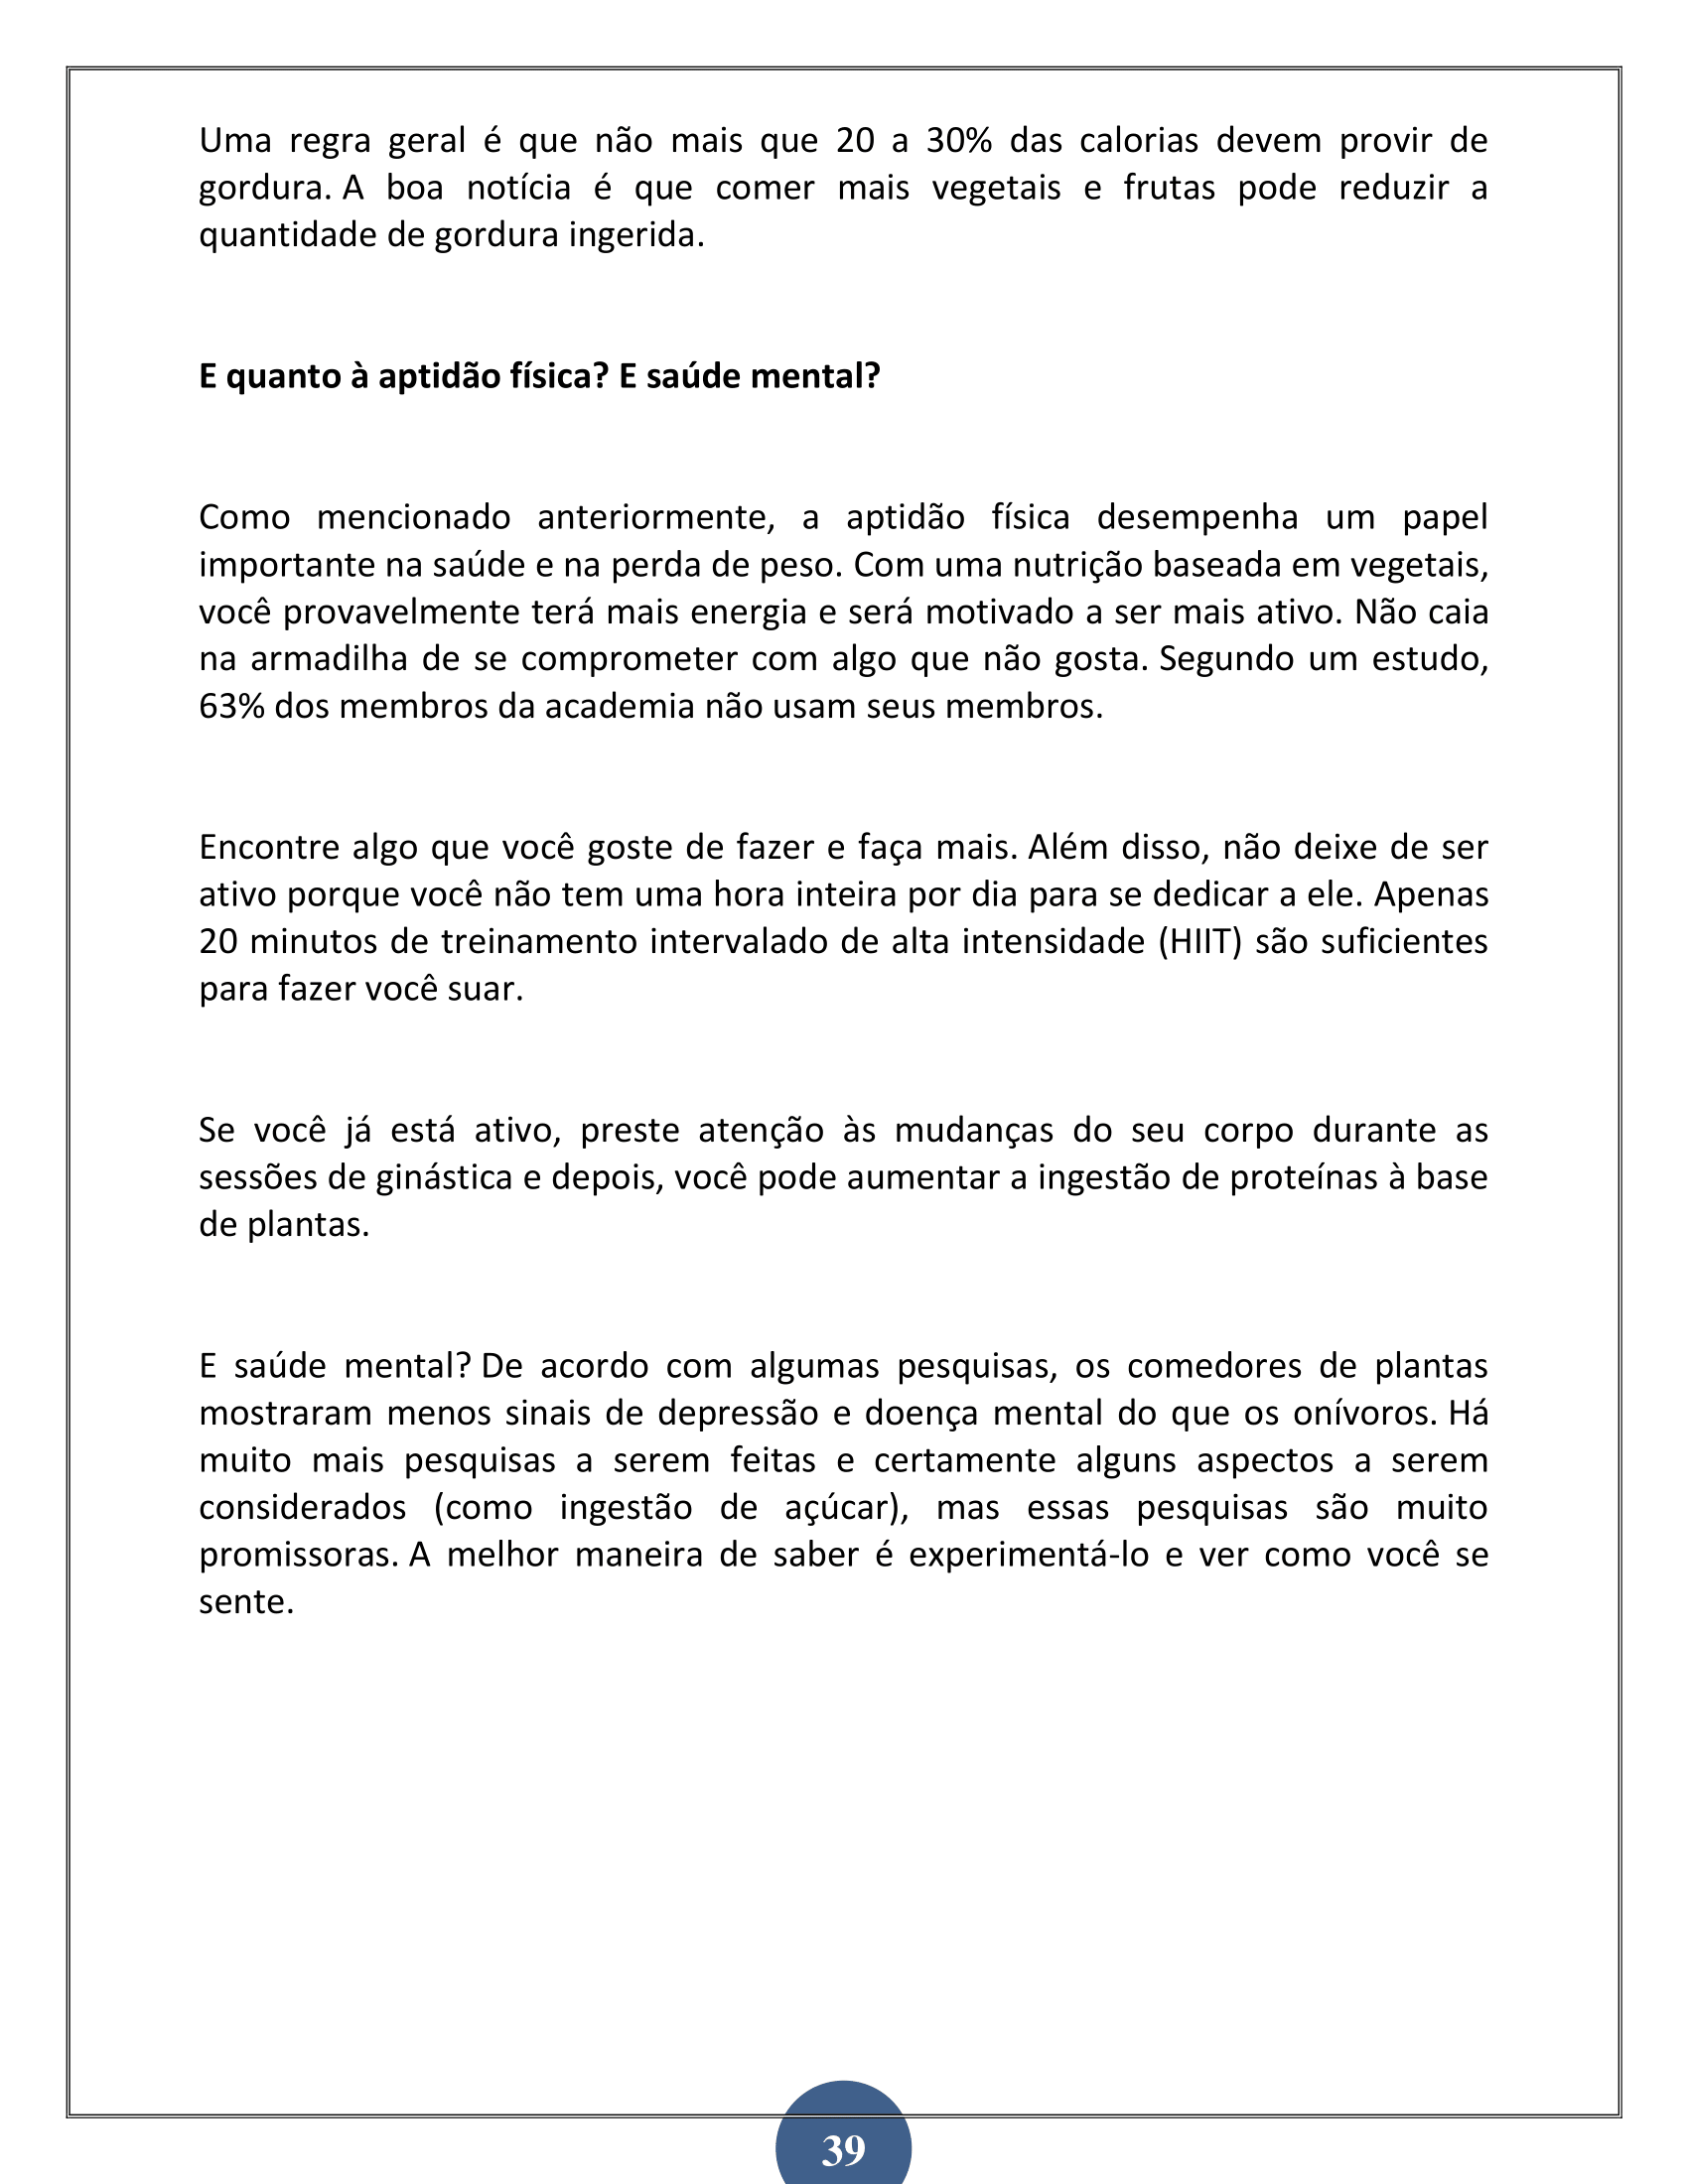 Uma regra geral é que não mais que 20 a 30% das calorias devem provir de
gordura. A boa notícia é que comer mais vegetais e frutas pode reduzir a
quantidade de gordura ingerida.
E quanto à aptidão física? E saúde mental?
Como mencionado anteriormente, a aptidão física desempenha um papel
importante na saúde e na perda de peso. Com uma nutrição baseada em vegetais,
você provavelmente terá mais energia e será motivado a ser mais ativo. Não caia
na armadilha de se comprometer com algo que não gosta. Segundo um estudo,
63% dos membros da academia não usam seus membros.
Encontre algo que você goste de fazer e faça mais. Além disso, não deixe de ser
ativo porque você não tem uma hora inteira por dia para se dedicar a ele. Apenas
20 minutos de treinamento intervalado de alta intensidade (HIIT) são suficientes
para fazer você suar.
Se você já está ativo, preste atenção às mudanças do seu corpo durante as
sessões de ginástica e depois, você pode aumentar a ingestão de proteínas à base
de plantas.
E saúde mental? De acordo com algumas pesquisas, os comedores de plantas
mostraram menos sinais de depressão e doença mental do que os onívoros. Há
muito mais pesquisas a serem feitas e certamente alguns aspectos a serem
considerados (como ingestão de açúcar), mas essas pesquisas são muito
promissoras. A melhor maneira de saber é experimentá-lo e ver como você se
sente.
39